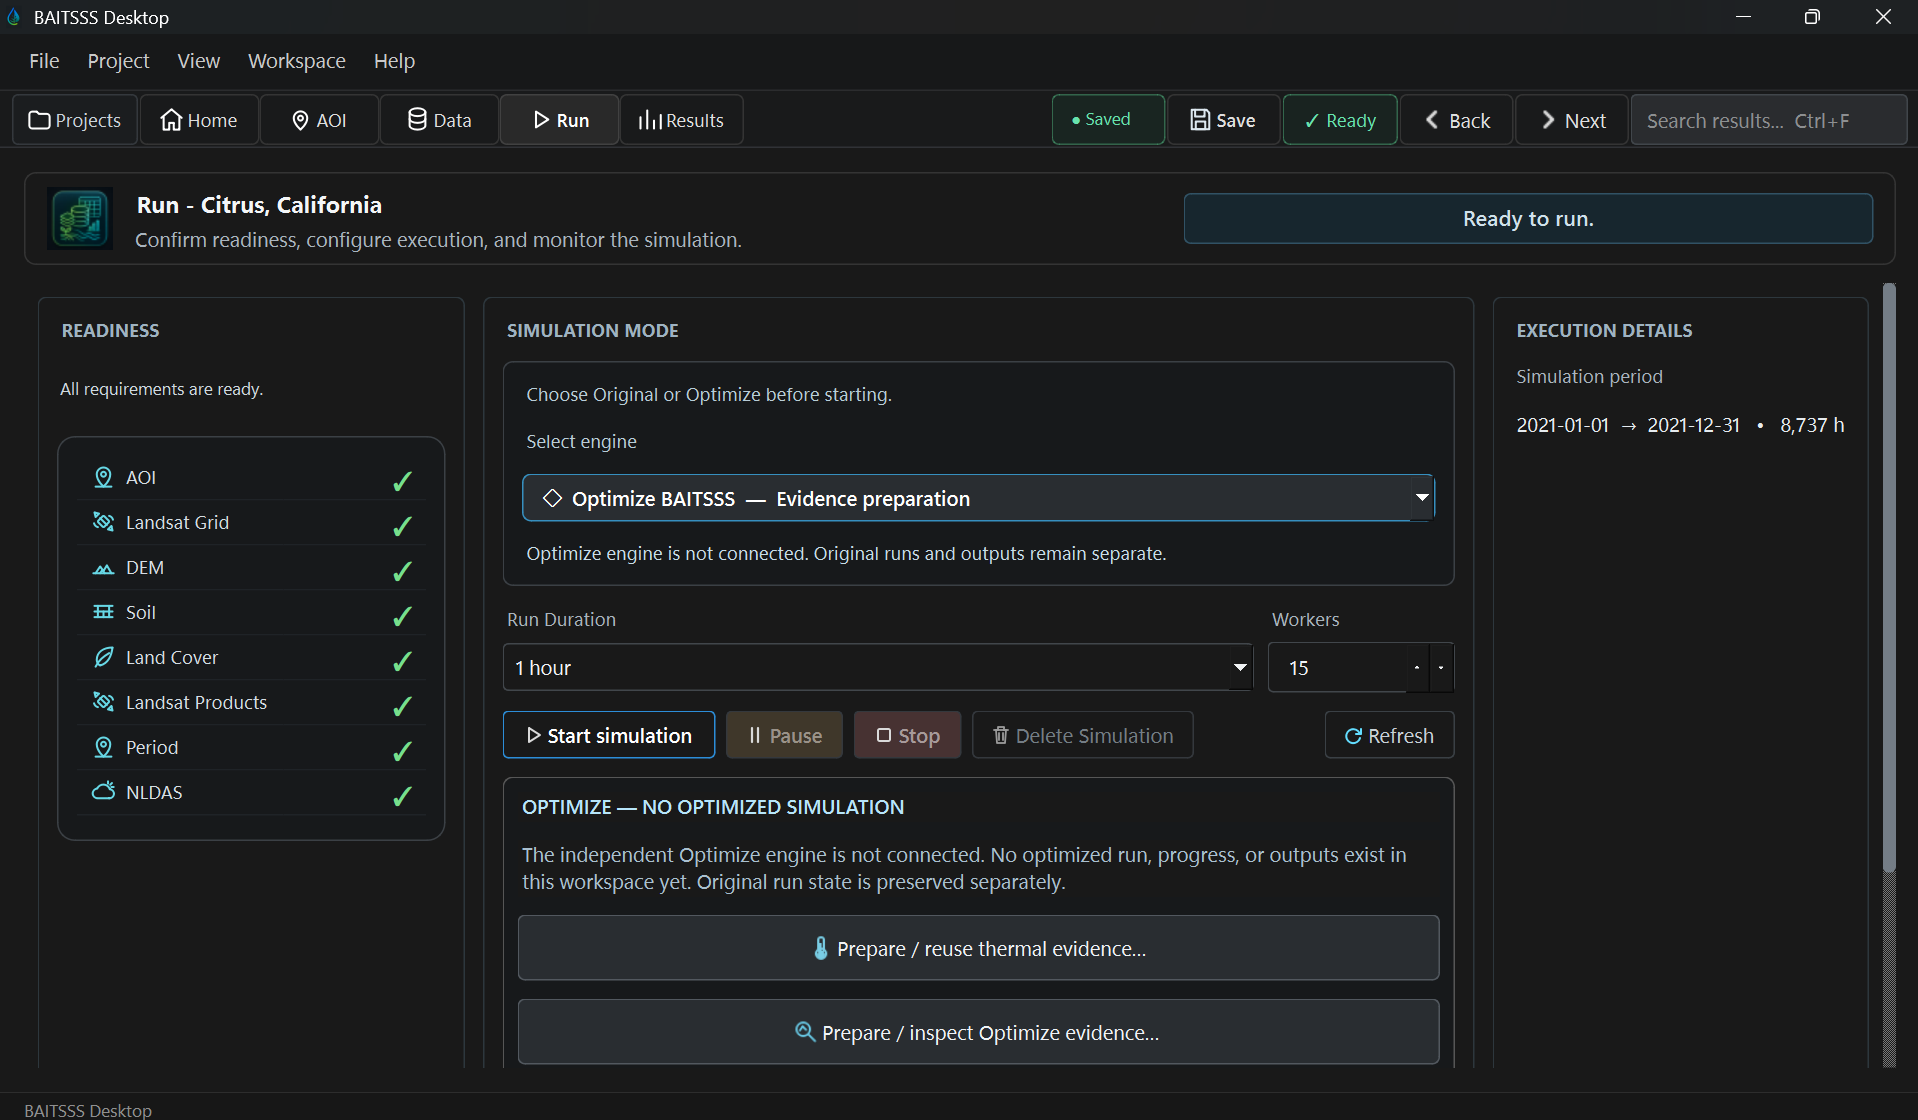 BAITSSS Desktop
File Project View Workspace Help
Projects Home AOI Data Run Results • Saved Save ✓ Ready Back Next Search results... Ctrl+F
Run - Citrus, California
Confirm readiness, configure execution, and monitor the simulation.
Ready to run.
READINESS
All requirements are ready.
AOI ✓
Landsat Grid ✓
DEM ✓
Soil ✓
Land Cover ✓
Landsat Products ✓
Period ✓
NLDAS ✓
SIMULATION MODE
Choose Original or Optimize before starting.
Select engine
◇ Optimize BAITSSS — Evidence preparation
Optimize engine is not connected. Original runs and outputs remain separate.
Run Duration Workers
1 hour 15
Start simulation Pause Stop Delete Simulation Refresh
OPTIMIZE — NO OPTIMIZED SIMULATION
The independent Optimize engine is not connected. No optimized run, progress, or outputs exist in
this workspace yet. Original run state is preserved separately.
Prepare / reuse thermal evidence...
Prepare / inspect Optimize evidence...
EXECUTION DETAILS
Simulation period
2021-01-01 → 2021-12-31 • 8,737 h
BAITSSS Desktop